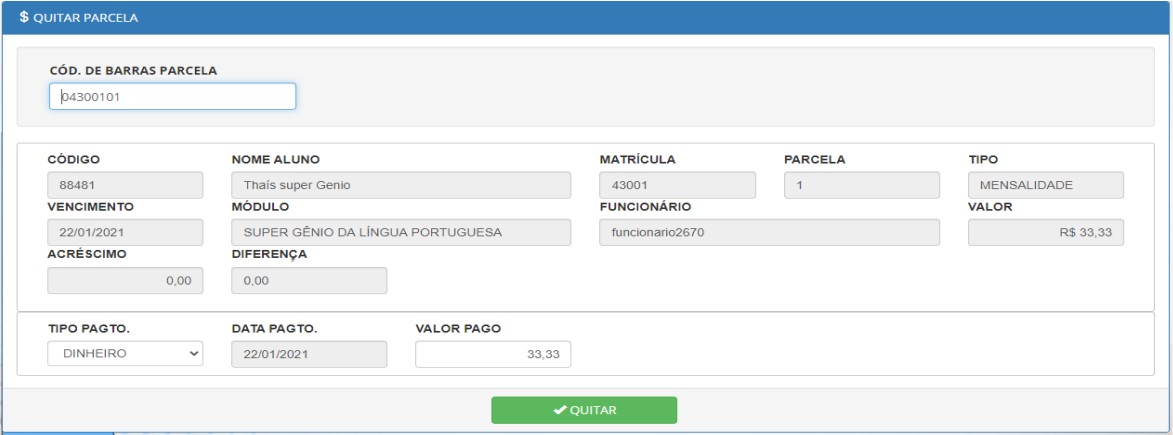 $ QUITAR PARCELA
CÓD. DE BARRAS PARCELA
04300101
CÓDIGO NOME ALUNO MATRÍCULA PARCELA TIPO
88481 Thaís super Genio 43001 1 MENSALIDADE
VENCIMENTO MÓDULO FUNCIONÁRIO VALOR
22/01/2021 SUPER GÊNIO DA LÍNGUA PORTUGUESA funcionario2670 R$ 33,33
ACRÉSCIMO DIFERENÇA
0,00 0,00
TIPO PAGTO. DATA PAGTO. VALOR PAGO
DINHEIRO 22/01/2021 33,33
QUITAR